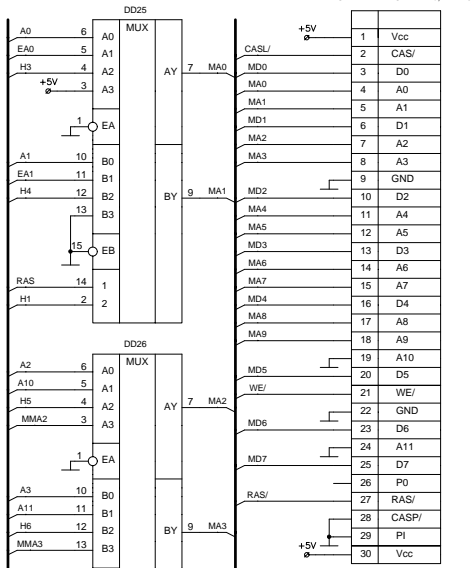 DD25
MUX
A0 6 A0
EA0 5 A1
H3 4 A2 AY 7 MA0
+5V 3 A3
1 EA
A1 10 B0
EA1 11 B1
H4 12 B2 BY 9 MA1
13 B3
15 EB
RAS 14 1
H1 2 2
DD26
MUX
A2 6 A0
A10 5 A1
H5 4 A2 AY 7 MA2
MMA2 3 A3
1 EA
A3 10 B0
A11 11 B1
H6 12 B2 BY 9 MA3
MMA3 13 B3
+5V 1 Vcc
CASL/ 2 CAS/
MD0 3 D0
MA0 4 A0
MA1 5 A1
MD1 6 D1
MA2 7 A2
MA3 8 A3
9 GND
MD2 10 D2
MA4 11 A4
MA5 12 A5
MD3 13 D3
MA6 14 A6
MA7 15 A7
MD4 16 D4
MA8 17 A8
MA9 18 A9
19 A10
MD5 20 D5
WE/ 21 WE/
22 GND
MD6 23 D6
24 A11
MD7 25 D7
26 P0
RAS/ 27 RAS/
28 CASP/
29 PI
+5V 30 Vcc